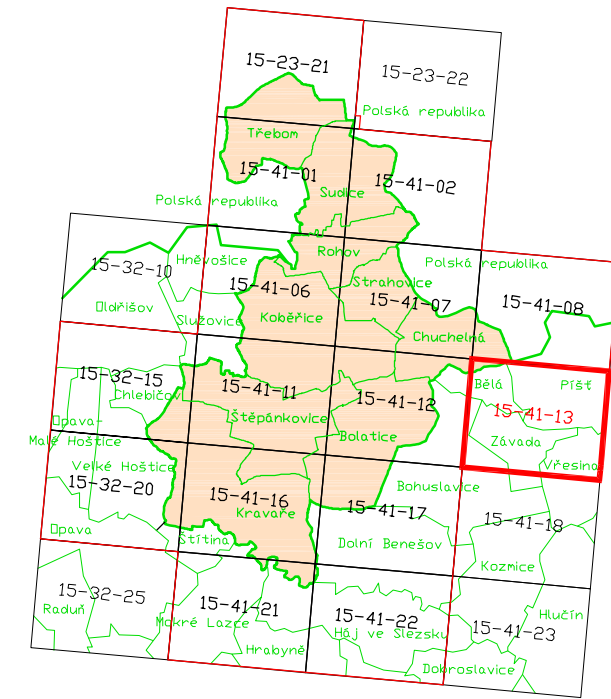 15-23-21
15-23-22
Polská republika
Třebom
15-41-01
15-41-02
Sudice
Polská republika
Rohov
Hněvošice
Polská republika
15-32-10
15-41-06
Strahovice
15-41-07
15-41-08
Oldřišov
Služovice
Kobeřice
Chuchelná
15-32-15
Chlebičov
15-41-11
15-41-12
Bělá
Píšť
15-41-13
Opava-
Malé Hoštice
Štěpánkovice
Bolatice
Závada
Velké Hoštice
Vřesina
15-32-20
15-41-16
Bohuslavice
Kravaře
15-41-17
15-41-18
Opava
Štítina
Dolní Benešov
Kozmice
15-32-25
Raduň
15-41-21
15-41-22
Hlučín
Mokré Lazce
Háj ve Slezsku
15-41-23
Hrabyně
Dobroslavice